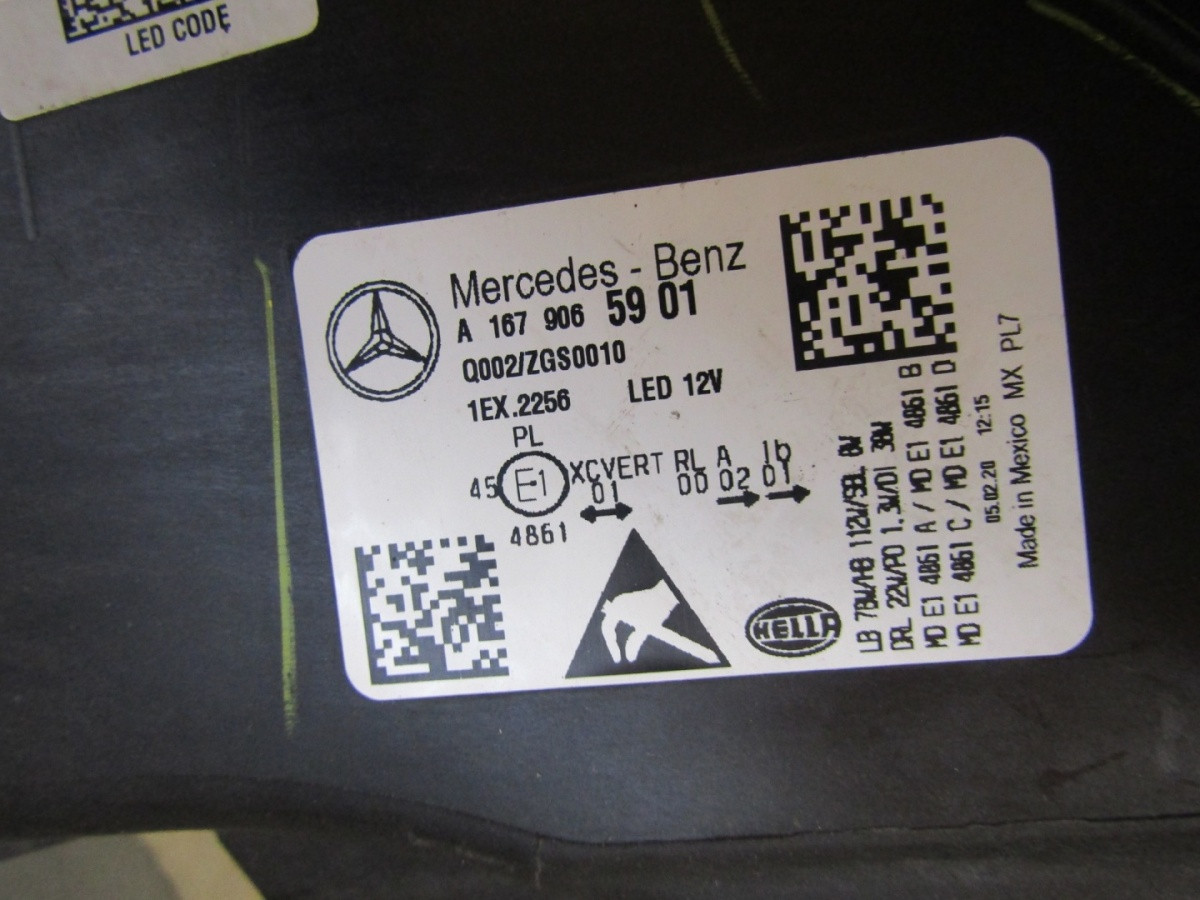 LED CODE
Mercedes - Benz
A 167 906 5901
Q002/ZGS0010
1EX.2256 LED 12V
PL
45 E1 XCVERT RL A 1b
01 00 02 01
4861
HELLA
LB 78W/HB 112W/SBL 8W
DRL 22W/PO 1.3W/DI 38W
MD E1 4861 A / MD E1 4861 B
MD E1 4861 C / MD E1 4861 D
05.02.20 12:15
Made in Mexico MX PL7